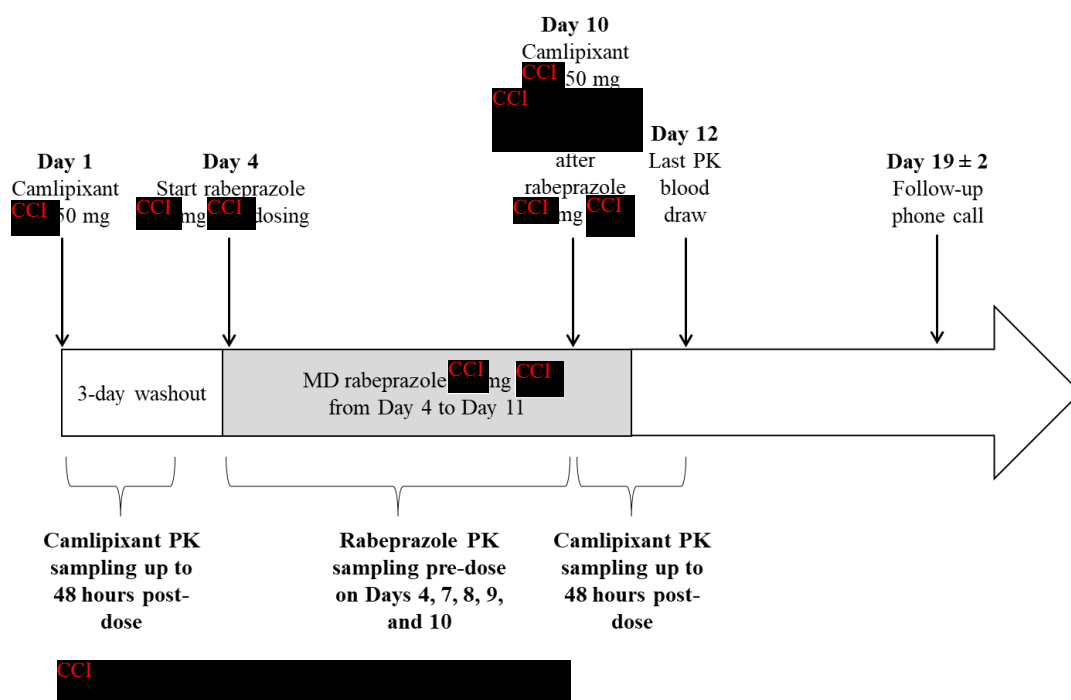 Day 10
Camlipixant
CCI 50 mg
CCI
after
rabeprazole
CCI mg CCI
Day 12
Last PK
blood
draw
Day 1
Camlipixant
CCI 50 mg
Day 4
Start rabeprazole
CCI mg CCI dosing
Day 19 ± 2
Follow-up
phone call
3-day washout
MD rabeprazole CCI mg CCI
from Day 4 to Day 11
Camlipixant PK
sampling up to
48 hours post-
dose
Rabeprazole PK
sampling pre-dose
on Days 4, 7, 8, 9,
and 10
Camlipixant PK
sampling up to
48 hours post-
dose
CCI